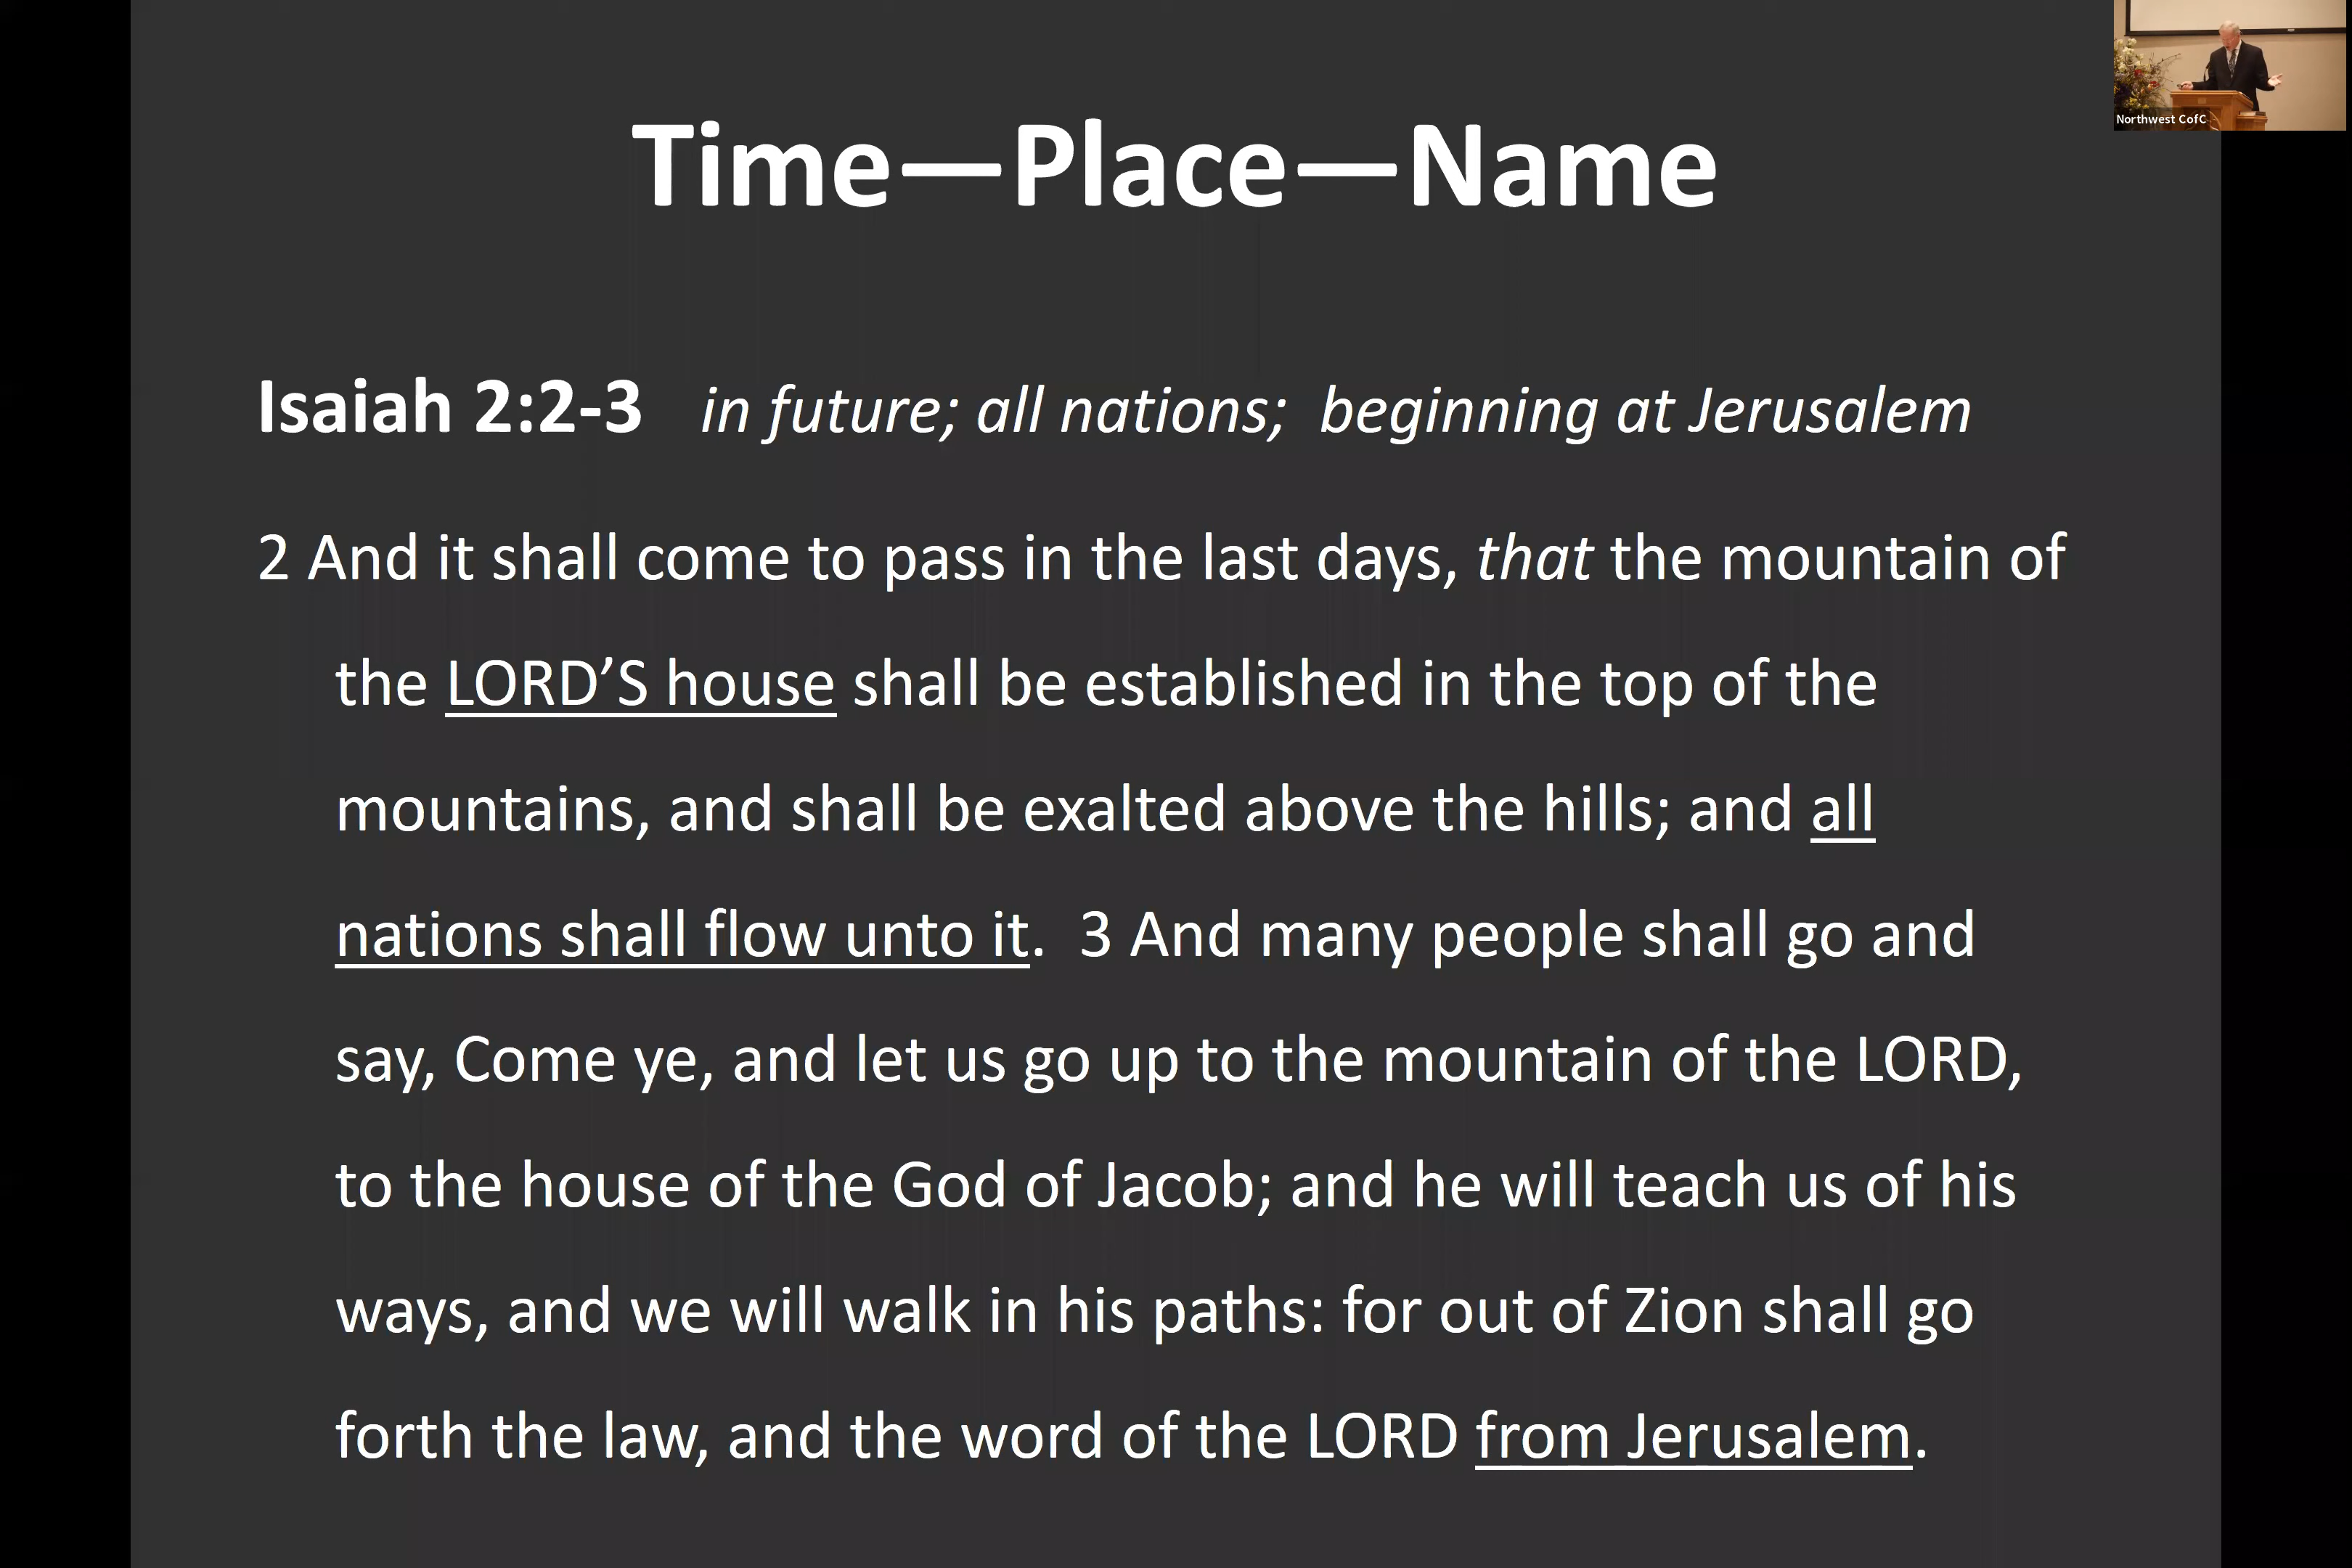 Northwest CofC
Time—Place—Name
Isaiah 2:2-3 in future; all nations; beginning at Jerusalem
2 And it shall come to pass in the last days, that the mountain of
the LORD’S house shall be established in the top of the
mountains, and shall be exalted above the hills; and all
nations shall flow unto it. 3 And many people shall go and
say, Come ye, and let us go up to the mountain of the LORD,
to the house of the God of Jacob; and he will teach us of his
ways, and we will walk in his paths: for out of Zion shall go
forth the law, and the word of the LORD from Jerusalem.